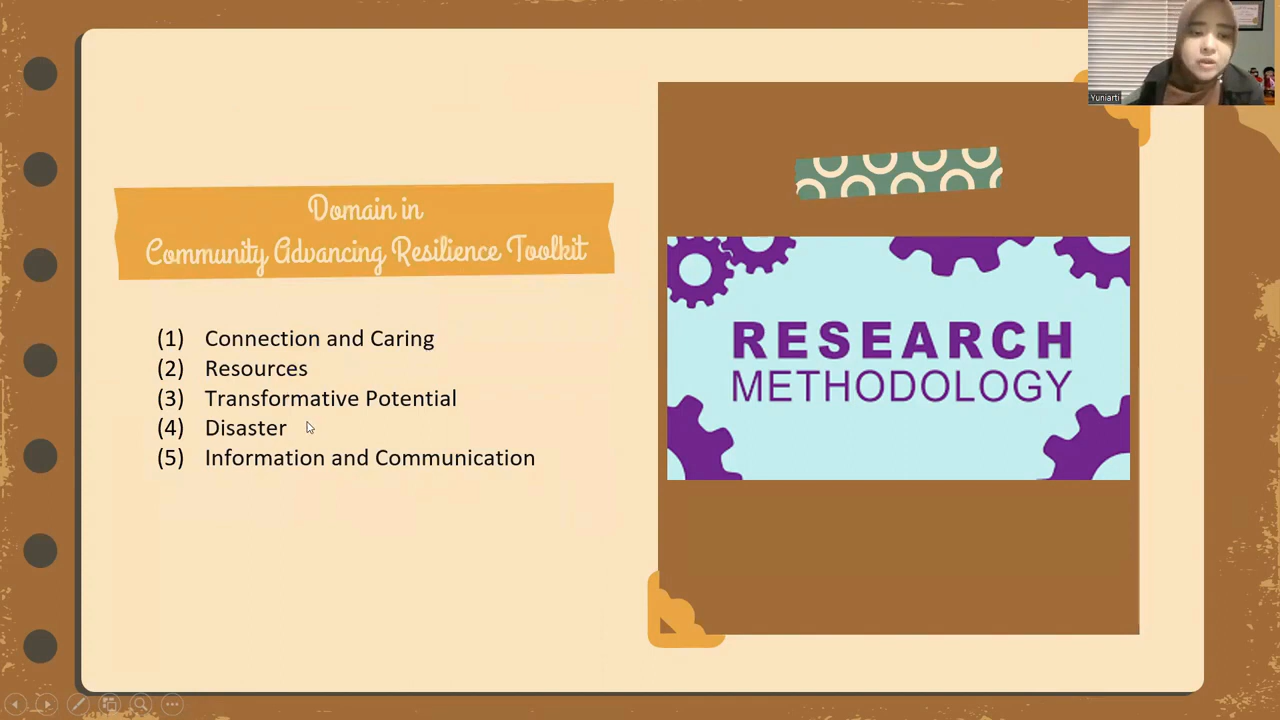 Domain in
Community Advancing Resilience Toolkit
(1) Connection and Caring
(2) Resources
(3) Transformative Potential
(4) Disaster
(5) Information and Communication
RESEARCH
METHODOLOGY
Yuniarti